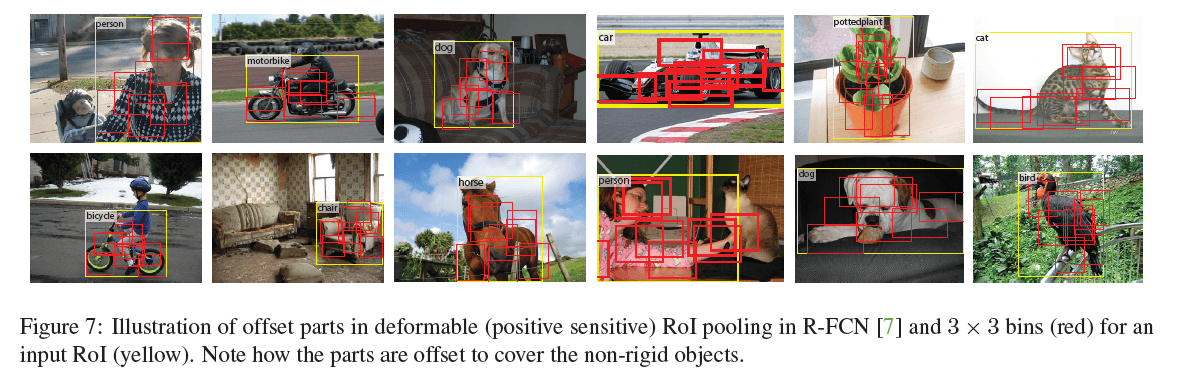 person
motorbike
dog
car
pottedplant
cat
bicycle
chair
horse
person
dog
bird
Figure 7: Illustration of offset parts in deformable (positive sensitive) RoI pooling in R-FCN [7] and 3 × 3 bins (red) for an
input RoI (yellow). Note how the parts are offset to cover the non-rigid objects.